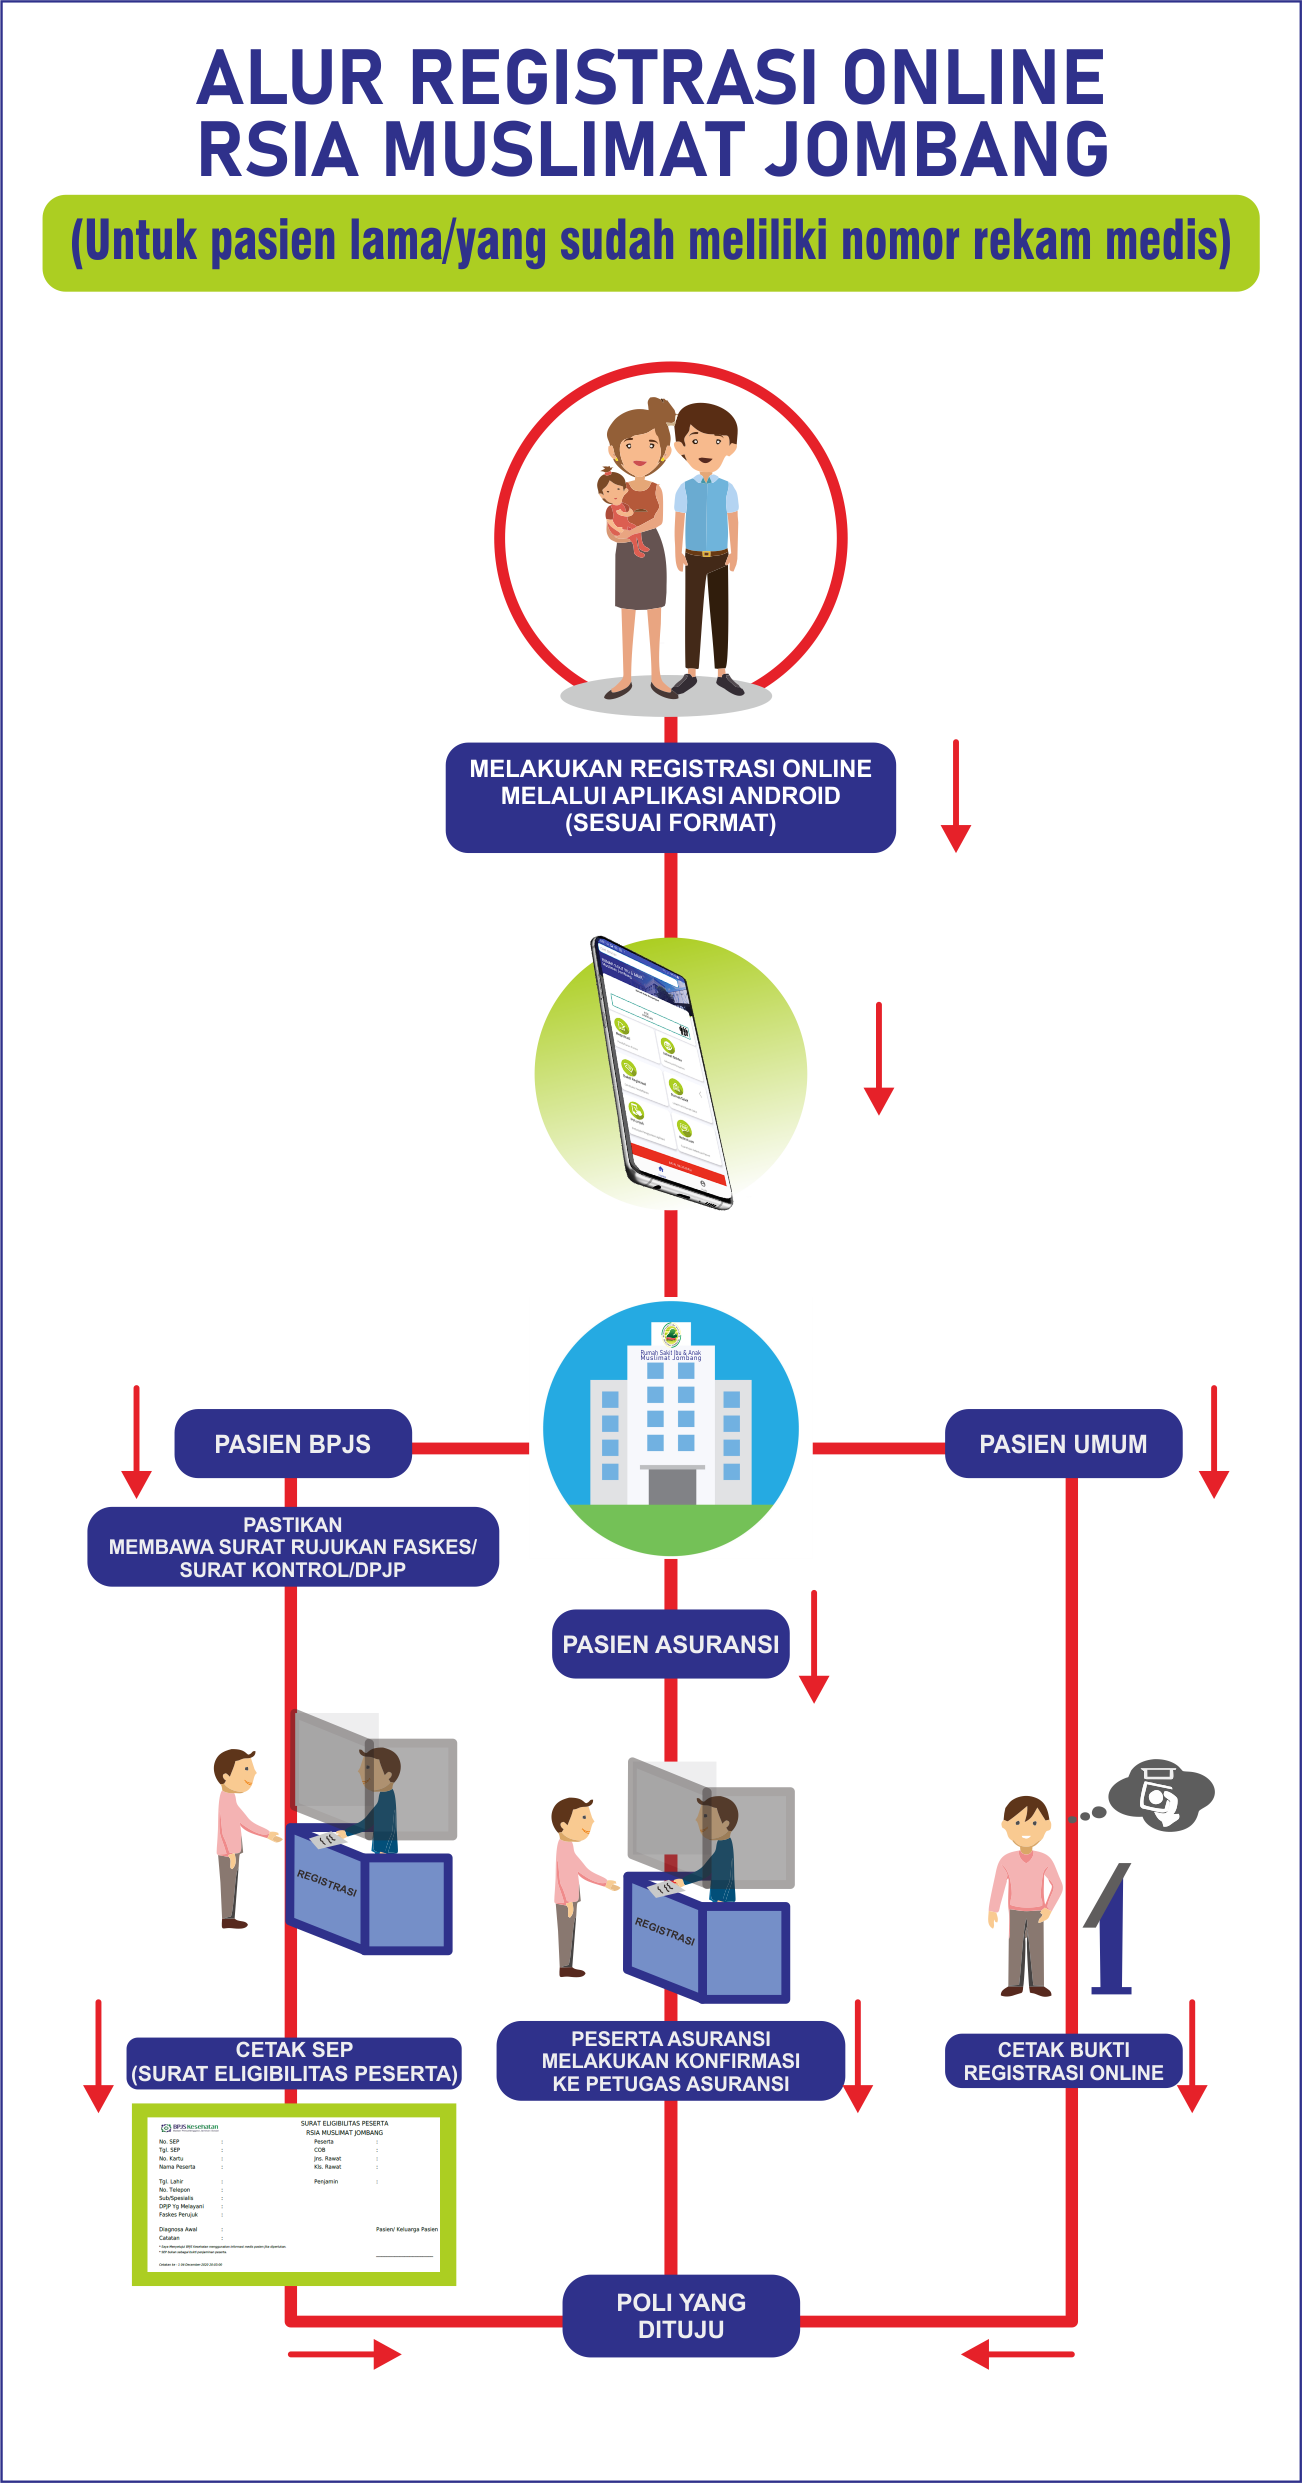 ALUR REGISTRASI ONLINE
RSIA MUSLIMAT JOMBANG
(Untuk pasien lama/yang sudah meliliki nomor rekam medis)
MELAKUKAN REGISTRASI ONLINE
MELALUI APLIKASI ANDROID
(SESUAI FORMAT)
Rumah Sakit Ibu & Anak
Muslimat Jombang
PASIEN BPJS
PASIEN UMUM
PASTIKAN
MEMBAWA SURAT RUJUKAN FASKES/
SURAT KONTROL/DPJP
PASIEN ASURANSI
REGISTRASI
REGISTRASI
CETAK SEP
(SURAT ELIGIBILITAS PESERTA)
PESERTA ASURANSI
MELAKUKAN KONFIRMASI
KE PETUGAS ASURANSI
CETAK BUKTI
REGISTRASI ONLINE
BPJS Kesehatan
SURAT ELIGIBILITAS PESERTA
RSIA MUSLIMAT JOMBANG
No. SEP :
Peserta :
Tgl. SEP :
COB :
No. Kartu :
Jns. Rawat :
Nama Peserta :
Kls. Rawat :
Tgl. Lahir :
Penjamin :
No. Telepon :
Sub/Spesialis :
DPJP Yg Melayani :
Faskes Perujuk :
Diagnosa Awal :
Pasien/ Keluarga Pasien
Catatan :
POLI YANG
DITUJU